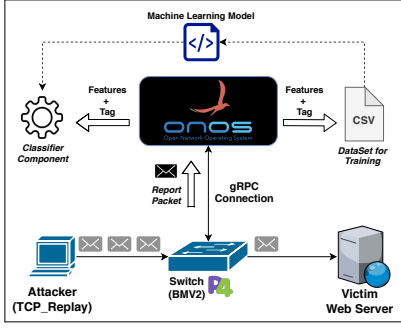 Machine Learning Model
</>
Features
+
Tag
Features
+
Tag
onos
Open Network Operating System
CSV
Classifier
Component
DataSet for
Training
Report
Packet
gRPC
Connection
Attacker
(TCP_Replay)
Switch
(BMV2)
P4
Victim
Web Server